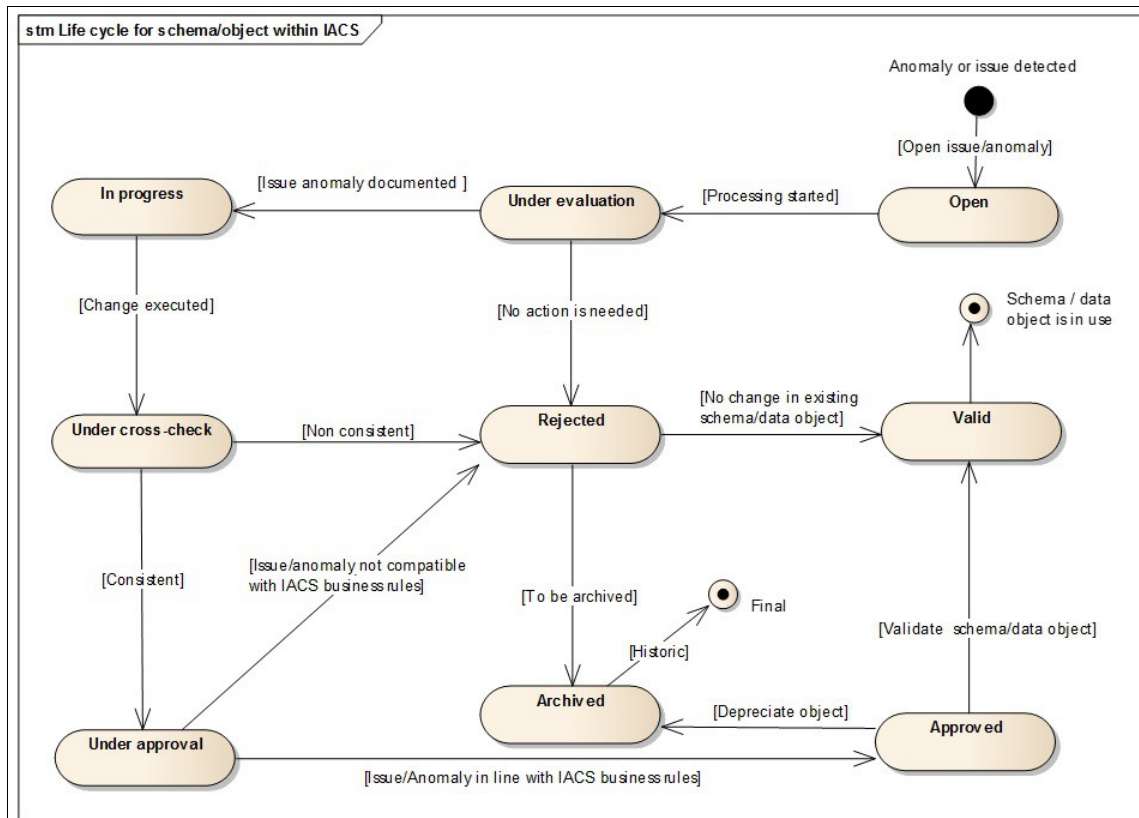 stm Life cycle for schema/object within IACS
Anomaly or issue detected
[Open issue/anomaly]
[Issue anomaly documented ]
In progress
Under evaluation
[Processing started]
Open
[Change executed]
[No action is needed]
Schema / data
object is in use
[No change in existing
schema/data object]
Under cross-check
[Non consistent]
Rejected
Valid
[Consistent]
[Issue/anomaly not compatible
with IACS business rules]
[To be archived]
Final
[Validate schema/data object]
[Historic]
Archived
[Depreciate object]
Approved
Under approval
[Issue/Anomaly in line with IACS business rules]